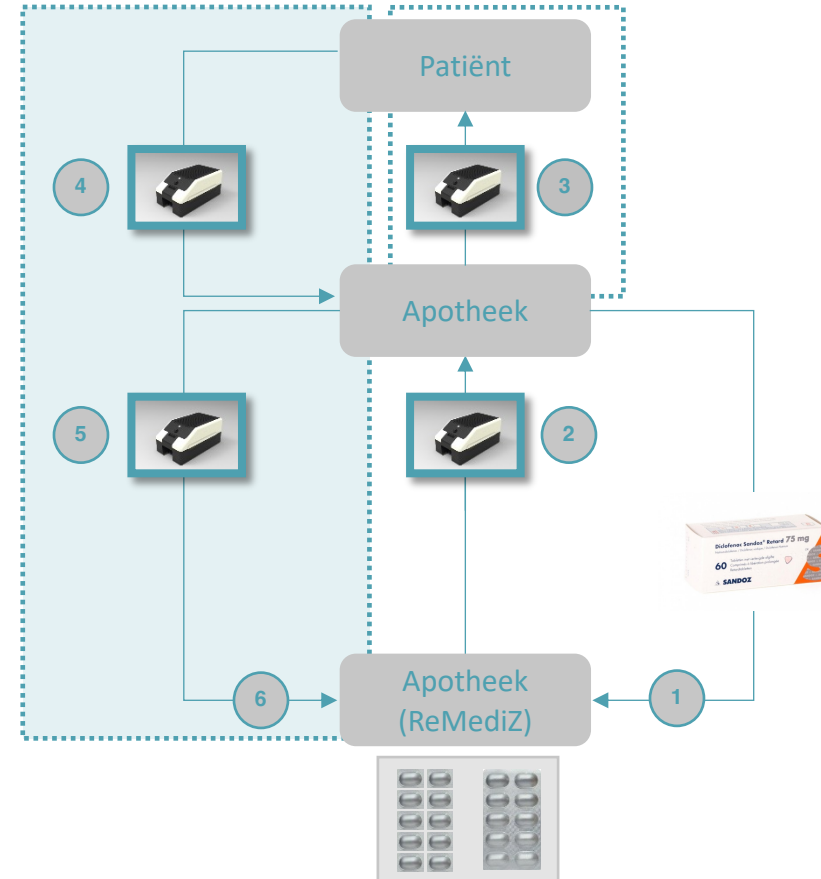 Patiënt
4
3
Apotheek
5
2
Diclofenac Sandoz® Retard 75 mg
60
SANDOZ
Apotheek
(ReMediZ)
6
1